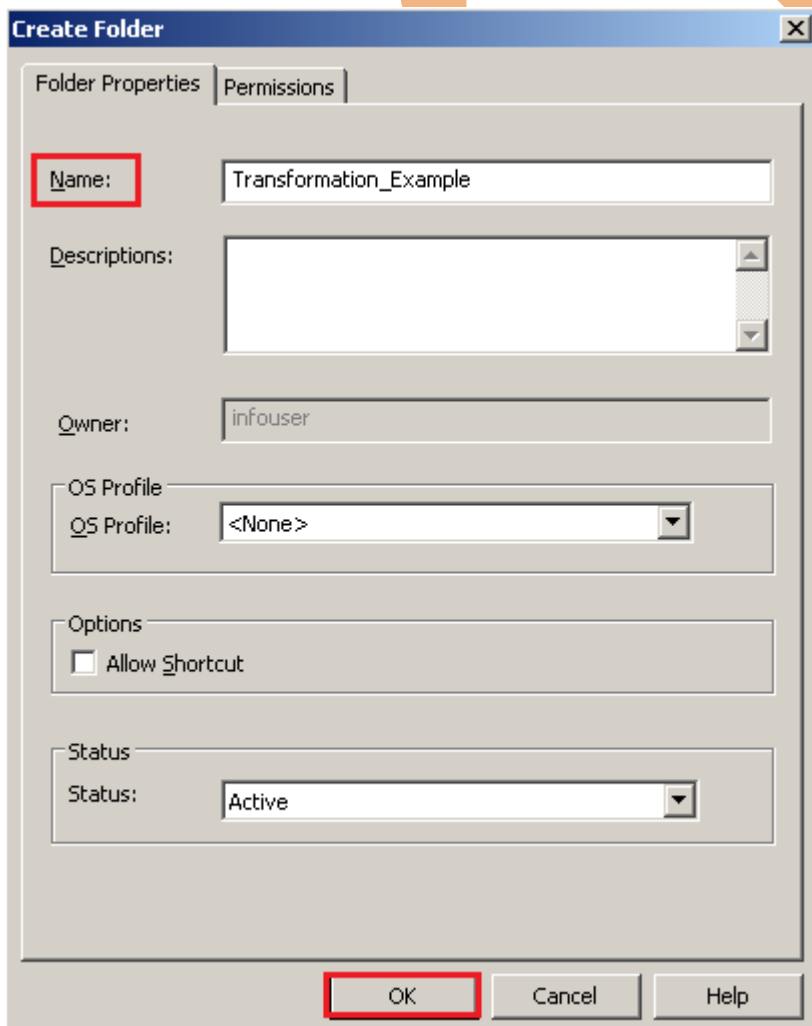 Create Folder
Folder Properties Permissions
Name: Transformation_Example
Descriptions:
Owner: infouser
OS Profile
OS Profile: <None>
Options
Allow Shortcut
Status
Status: Active
OK Cancel Help